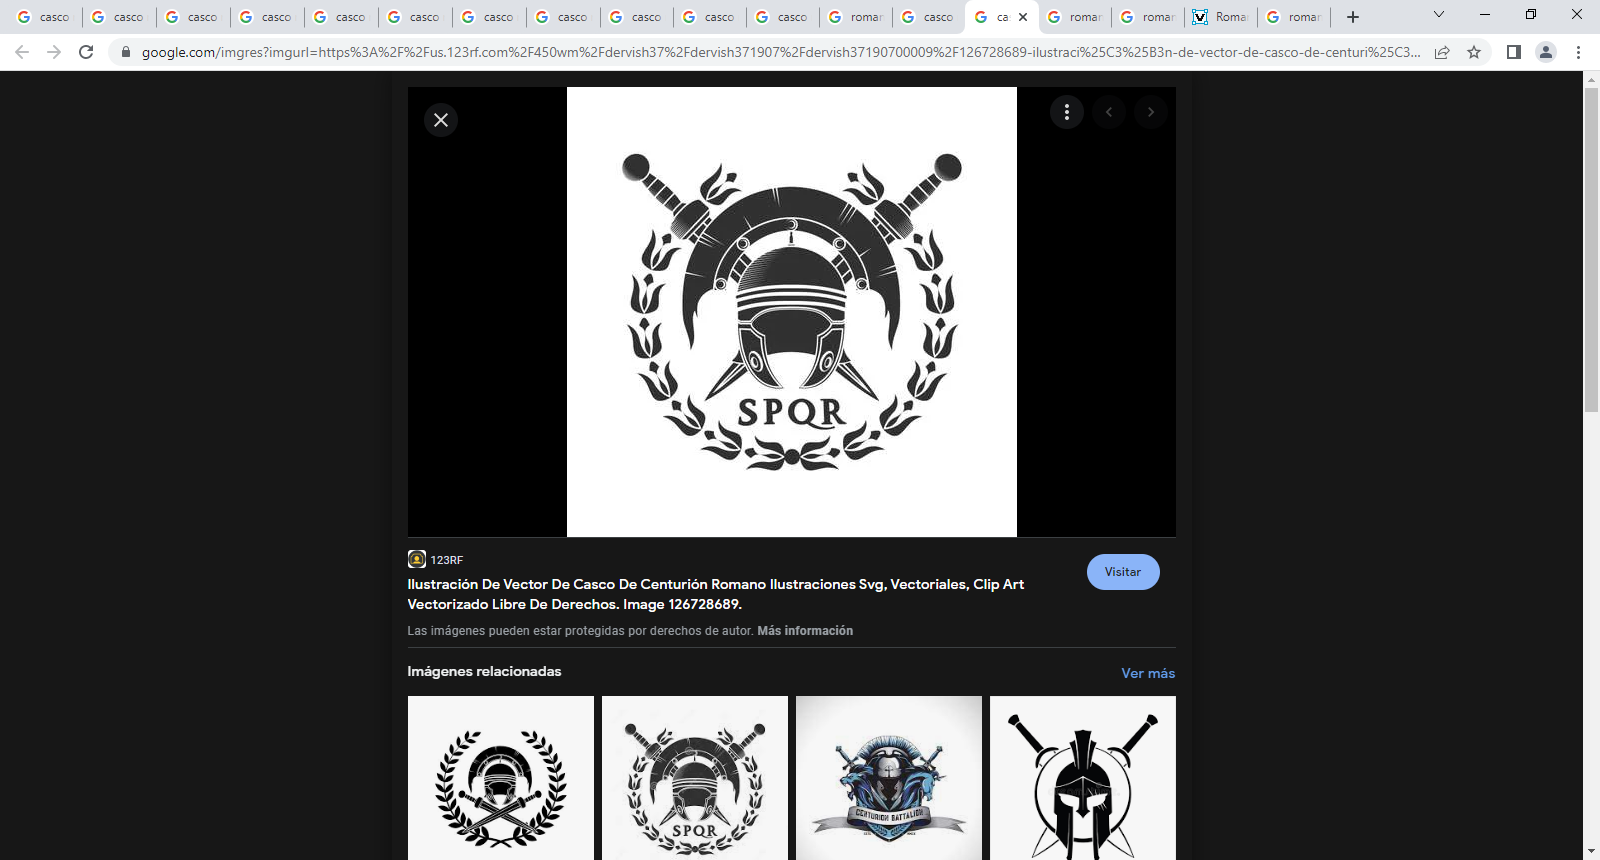 casco
casco
casco
casco
casco
casco
casco
casco
casco
casco
casco
roman
casco
ca
roman
roman
Roma
roman
google.com/imgres?imgurl=https%3A%2F%2Fus.123rf.com%2F450wm%2Fdervish37%2Fdervish371907%2Fdervish37190700009%2F126728689-ilustraci%25C3%25B3n-de-vector-de-casco-de-centuri%25C3...
SPQR
123RF
Visitar
Ilustración De Vector De Casco De Centurión Romano Ilustraciones Svg, Vectoriales, Clip Art
Vectorizado Libre De Derechos. Image 126728689.
Las imágenes pueden estar protegidas por derechos de autor. Más información
Imágenes relacionadas
Ver más
SPQR
CENTURION BATTALION